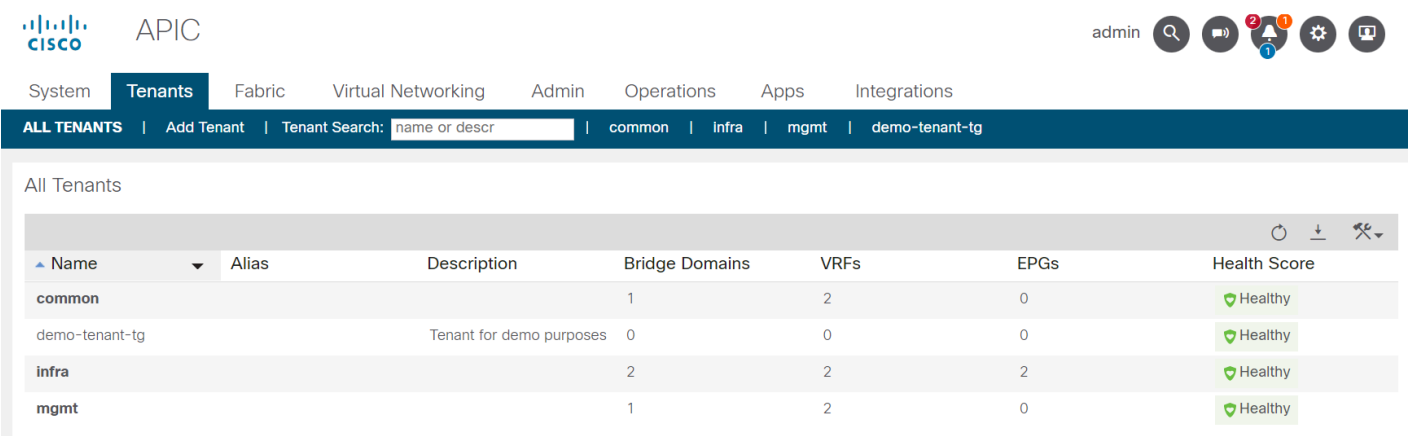 CISCO APIC admin 2 1 1
System Tenants Fabric Virtual Networking Admin Operations Apps Integrations
ALL TENANTS | Add Tenant | Tenant Search: name or descr | common | infra | mgmt | demo-tenant-tg
All Tenants
Name Alias Description Bridge Domains VRFs EPGs Health Score
common 1 2 0 Healthy
demo-tenant-tg Tenant for demo purposes 0 0 0 Healthy
infra 2 2 2 Healthy
mgmt 1 2 0 Healthy